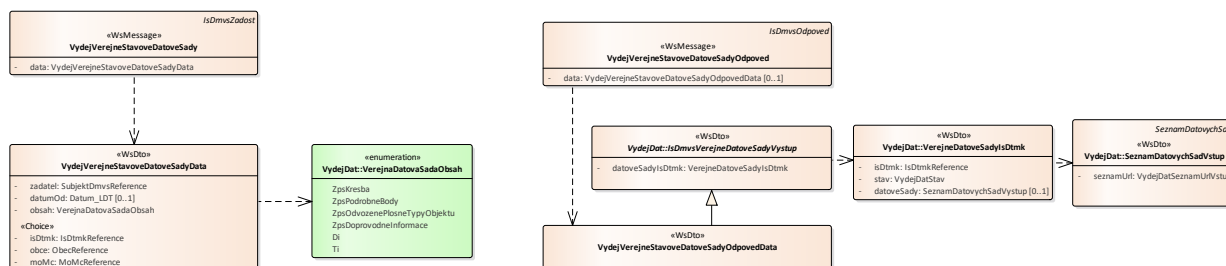 IsDmvsZadost
«WsMessage»
VydejVerejneStavoveDatoveSady
- data: VydejVerejneStavoveDatoveSadyData
«WsDto»
VydejVerejneStavoveDatoveSadyData
- zadatel: SubjektDmvsReference
- datumOd: Datum_LDT [0..1]
- obsah: VerejnaDatovaSadaObsah
«Choice»
- isDtmk: IsDtmkReference
- obce: ObecReference
- moMc: MoMcReference
«enumeration»
VydejDat::VerejnaDatovaSadaObsah
ZpsKresba
ZpsPodrobneBody
ZpsOdvozenePlosneTypyObjektu
ZpsDoprovodneInformace
Di
Ti
IsDmvsOdpoved
«WsMessage»
VydejVerejneStavoveDatoveSadyOdpoved
- data: VydejVerejneStavoveDatoveSadyOdpovedData [0..1]
«WsDto»
VydejDat::IsDmvsVerejneDatoveSadyVystup
- datoveSadyIsDtmk: VerejneDatoveSadyIsDtmk
«WsDto»
VydejVerejneStavoveDatoveSadyOdpovedData
«WsDto»
VydejDat::VerejneDatoveSadyIsDtmk
- isDtmk: IsDtmkReference
- stav: VydejDatStav
- datoveSady: SeznamDatovychSadVystup [0..1]
SeznamDatovychSa
«WsDto»
VydejDat::SeznamDatovychSadVstup
- seznamUrl: VydejDatSeznamUrlVstu